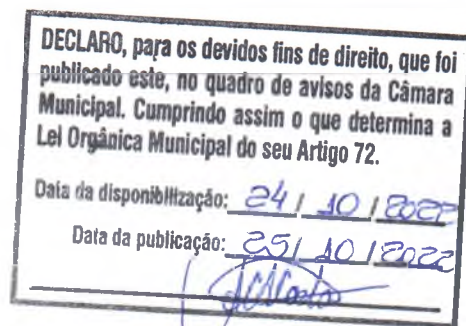 DECLARO, para os devidos fins de direito, que foi
publicado este, no quadro de avisos da Câmara
Municipal. Cumprindo assim o que determina a
Lei Orgânica Municipal do seu Artigo 72.
Data da disponibilização: 24 / 10 / 2022
Data da publicação: 25 / 10 / 2022